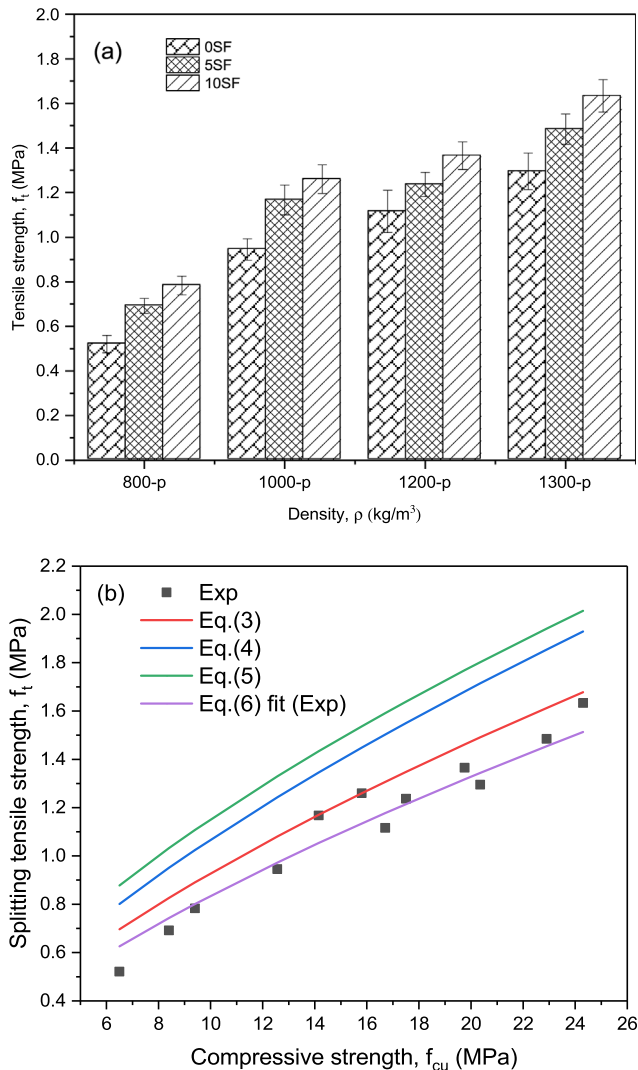 (a)
0SF
5SF
10SF
Tensile strength, fₜ (MPa)
2.0
1.8
1.6
1.4
1.2
1.0
0.8
0.6
0.4
0.2
0.0
800-p 1000-p 1200-p 1300-p
Density, ρ (kg/m³)
(b)
Exp
Eq.(3)
Eq.(4)
Eq.(5)
Eq.(6) fit (Exp)
Splitting tensile strength, fₜ (MPa)
2.2
2.0
1.8
1.6
1.4
1.2
1.0
0.8
0.6
0.4
6 8 10 12 14 16 18 20 22 24 26
Compressive strength, f_cu (MPa)